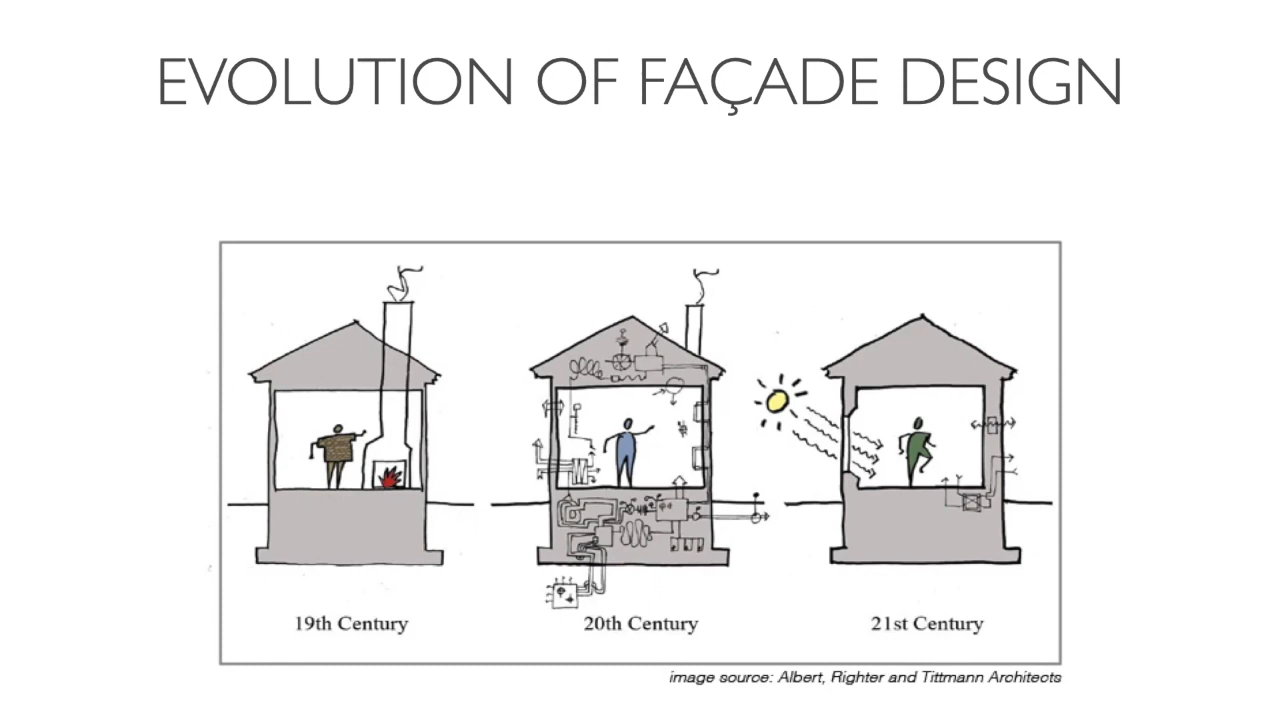 EVOLUTION OF FAÇADE DESIGN
19th Century
20th Century
21st Century
image source: Albert, Righter and Tittmann Architects